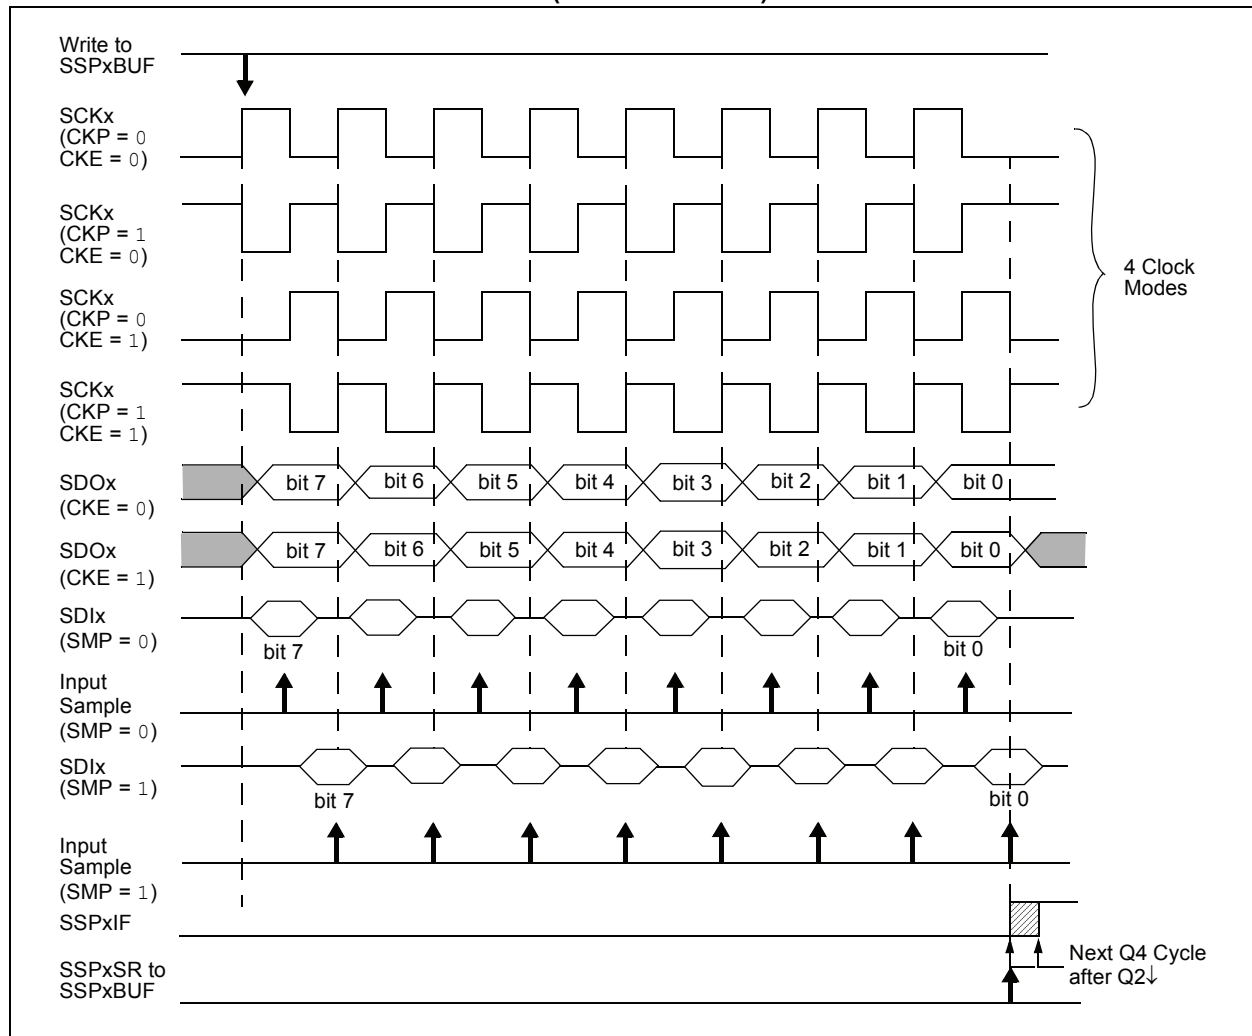 Write to
SSPxBUF
SCKx
(CKP = 0
CKE = 0)
SCKx
(CKP = 1
CKE = 0)
4 Clock
Modes
SCKx
(CKP = 0
CKE = 1)
SCKx
(CKP = 1
CKE = 1)
SDOx
(CKE = 0)
bit 7 bit 6 bit 5 bit 4 bit 3 bit 2 bit 1 bit 0
SDOx
(CKE = 1)
bit 7 bit 6 bit 5 bit 4 bit 3 bit 2 bit 1 bit 0
SDIx
(SMP = 0)
bit 7 bit 0
Input
Sample
(SMP = 0)
SDIx
(SMP = 1)
bit 7 bit 0
Input
Sample
(SMP = 1)
SSPxIF
Next Q4 Cycle
after Q2↓
SSPxSR to
SSPxBUF